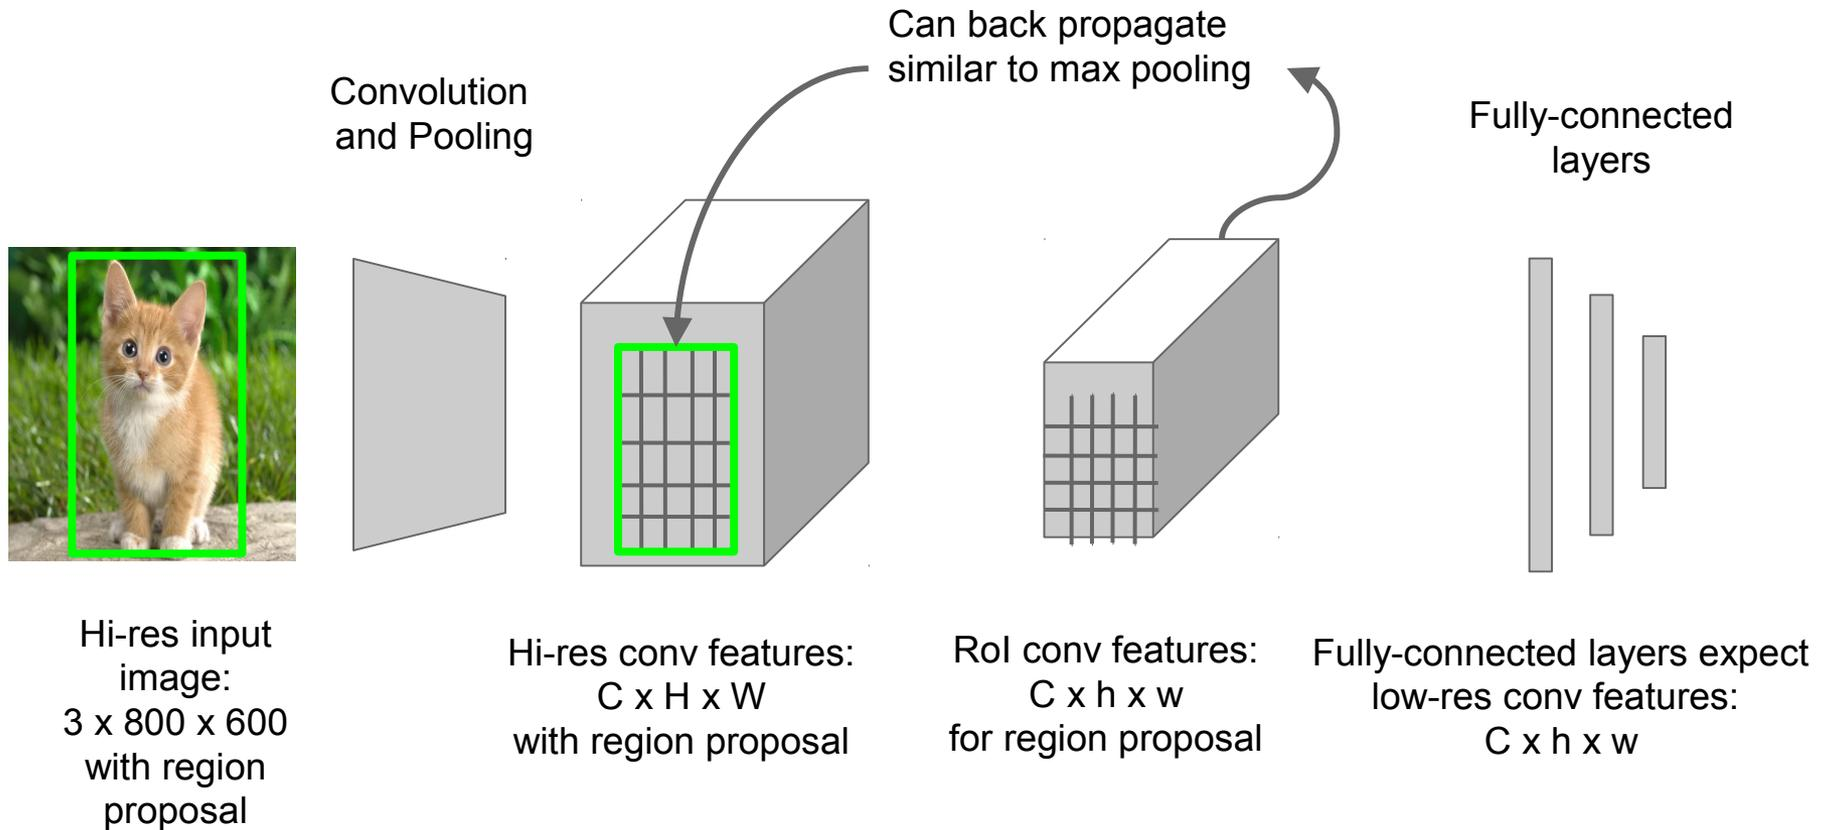 Can back propagate
similar to max pooling
Convolution
and Pooling
Fully-connected
layers
Hi-res input
image:
3 x 800 x 600
with region
proposal
Hi-res conv features:
C x H x W
with region proposal
RoI conv features:
C x h x w
for region proposal
Fully-connected layers expect
low-res conv features:
C x h x w